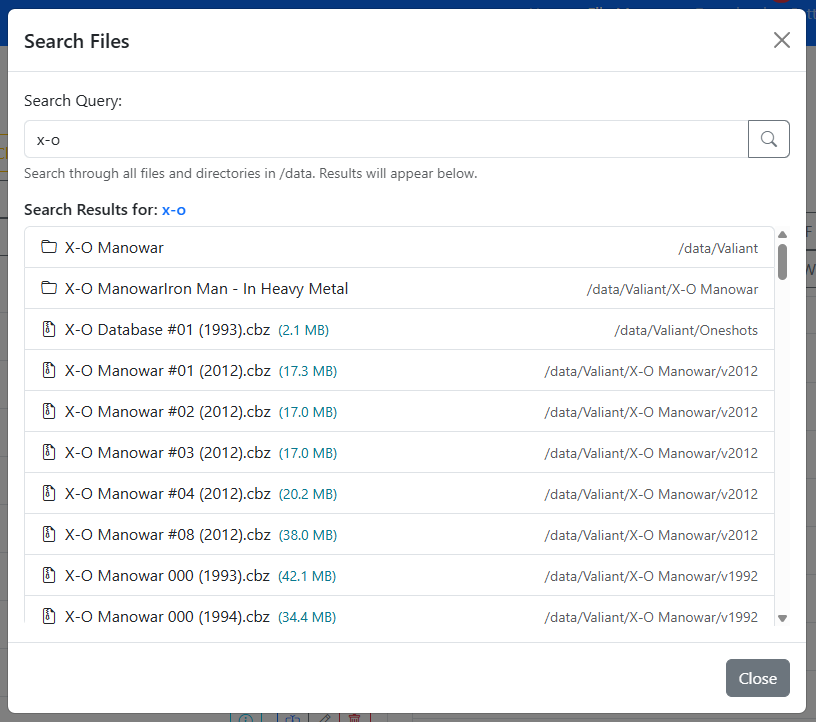 Search Files
Search Query:
x-o
Search through all files and directories in /data. Results will appear below.
Search Results for: x-o
X-O Manowar /data/Valiant
X-O ManowarIron Man - In Heavy Metal /data/Valiant/X-O Manowar
X-O Database #01 (1993).cbz (2.1 MB) /data/Valiant/Oneshots
X-O Manowar #01 (2012).cbz (17.3 MB) /data/Valiant/X-O Manowar/v2012
X-O Manowar #02 (2012).cbz (17.0 MB) /data/Valiant/X-O Manowar/v2012
X-O Manowar #03 (2012).cbz (17.0 MB) /data/Valiant/X-O Manowar/v2012
X-O Manowar #04 (2012).cbz (20.2 MB) /data/Valiant/X-O Manowar/v2012
X-O Manowar #08 (2012).cbz (38.0 MB) /data/Valiant/X-O Manowar/v2012
X-O Manowar 000 (1993).cbz (42.1 MB) /data/Valiant/X-O Manowar/v1992
X-O Manowar 000 (1994).cbz (34.4 MB) /data/Valiant/X-O Manowar/v1992
Close